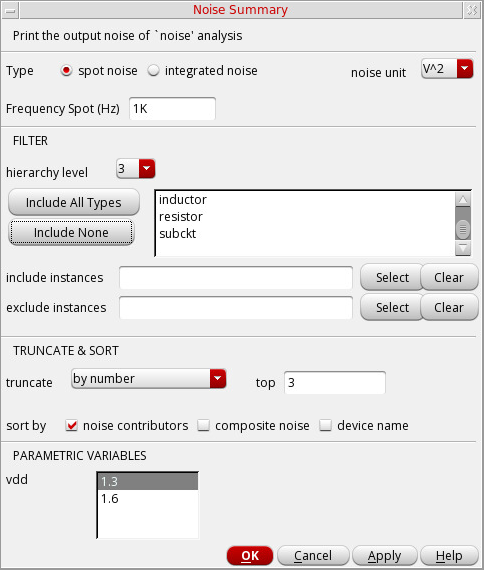 Noise Summary
Print the output noise of `noise' analysis
Type spot noise integrated noise noise unit V^2
Frequency Spot (Hz) 1K
FILTER
hierarchy level 3
Include All Types
Include None
inductor
resistor
subckt
include instances Select Clear
exclude instances Select Clear
TRUNCATE & SORT
truncate by number top 3
sort by noise contributors composite noise device name
PARAMETRIC VARIABLES
vdd 1.3
1.6
OK Cancel Apply Help